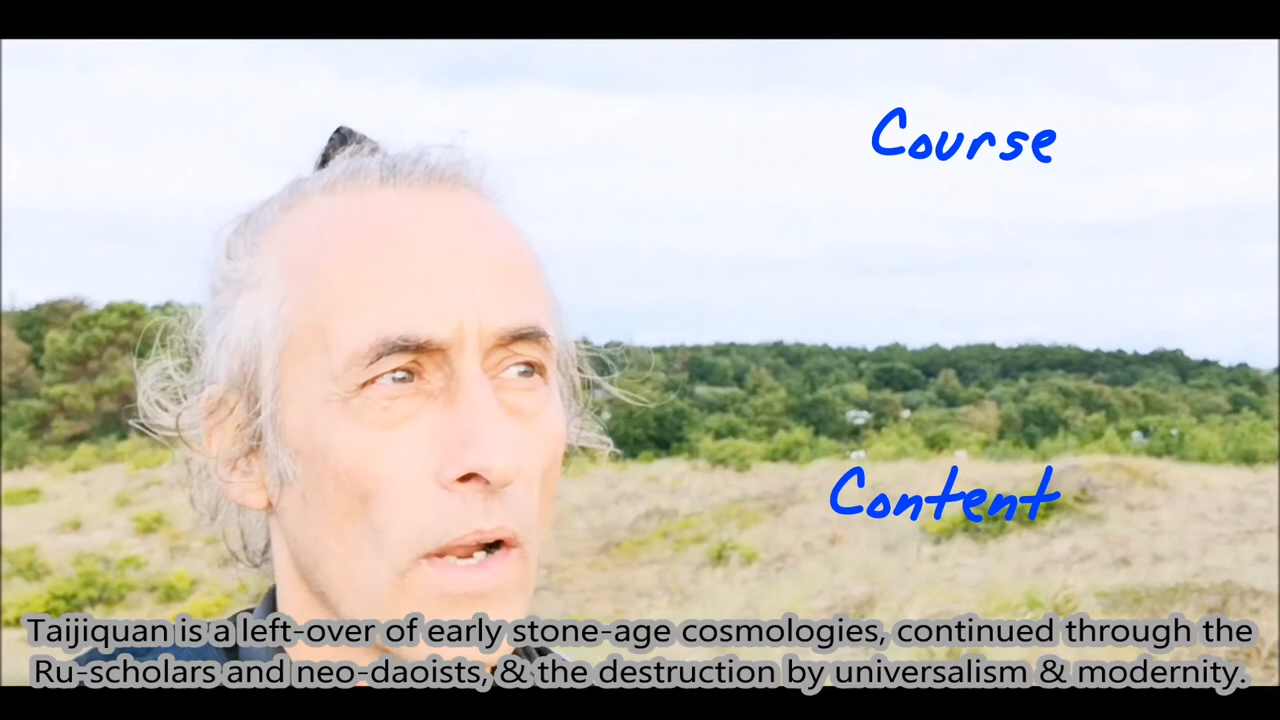 Course
Content
Taijiquan is a left-over of early stone-age cosmologies, continued through the
Ru-scholars and neo-daoists, & the destruction by universalism & modernity.